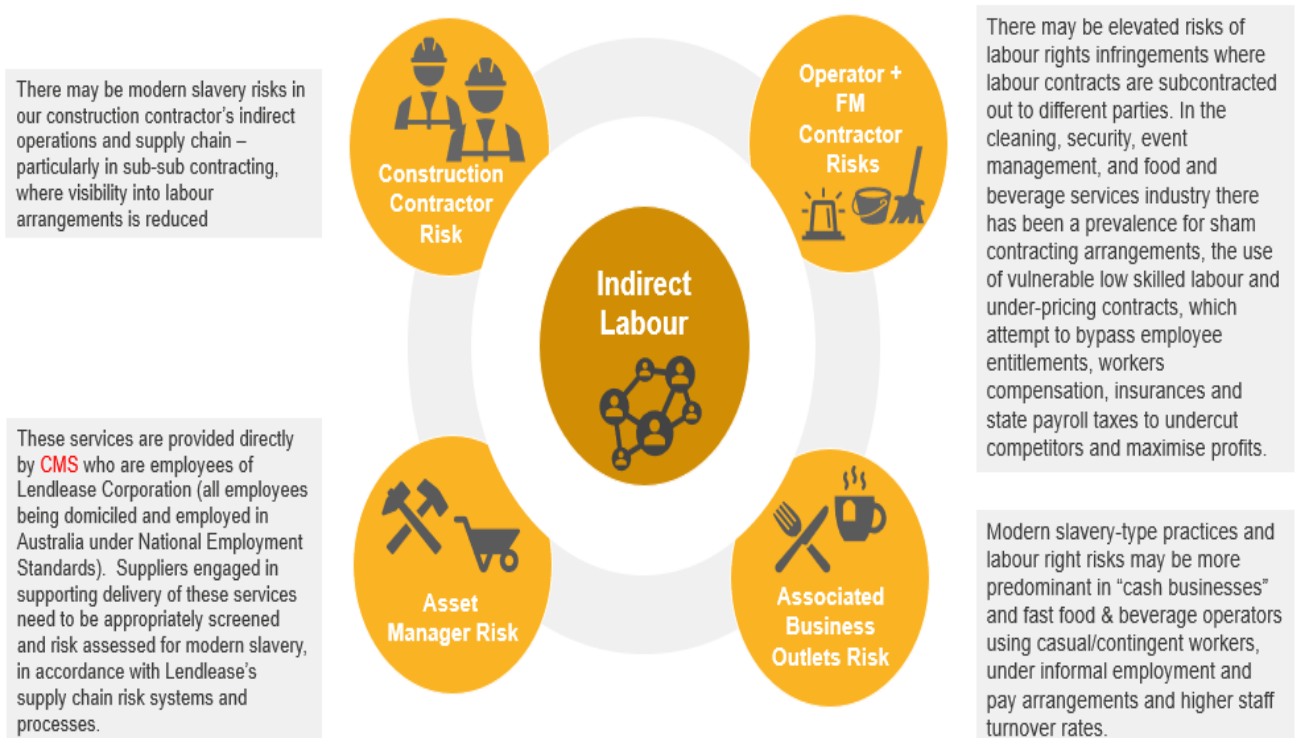 There may be modern slavery risks in
our construction contractor's indirect
operations and supply chain –
particularly in sub-sub contracting,
where visibility into labour
arrangements is reduced
Construction
Contractor
Risk
Operator +
FM
Contractor
Risks
There may be elevated risks of
labour rights infringements where
labour contracts are subcontracted
out to different parties. In the
cleaning, security, event
management, and food and
beverage services industry there
has been a prevalence for sham
contracting arrangements, the use
of vulnerable low skilled labour and
under-pricing contracts, which
attempt to bypass employee
entitlements, workers
compensation, insurances and
state payroll taxes to undercut
competitors and maximise profits.
Indirect
Labour
These services are provided directly
by CMS who are employees of
Lendlease Corporation (all employees
being domiciled and employed in
Australia under National Employment
Standards).  Suppliers engaged in
supporting delivery of these services
need to be appropriately screened
and risk assessed for modern slavery,
in accordance with Lendlease's
supply chain risk systems and
processes.
Asset
Manager Risk
Associated
Business
Outlets Risk
Modern slavery-type practices and
labour right risks may be more
predominant in “cash businesses”
and fast food & beverage operators
using casual/contingent workers,
under informal employment and
pay arrangements and higher staff
turnover rates.